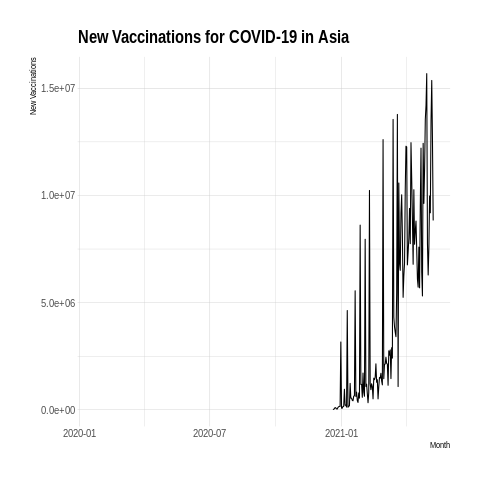 New Vaccinations for COVID-19 in Asia
New Vaccinations
1.5e+07
1.0e+07
5.0e+06
0.0e+00
2020-01
2020-07
2021-01
Month